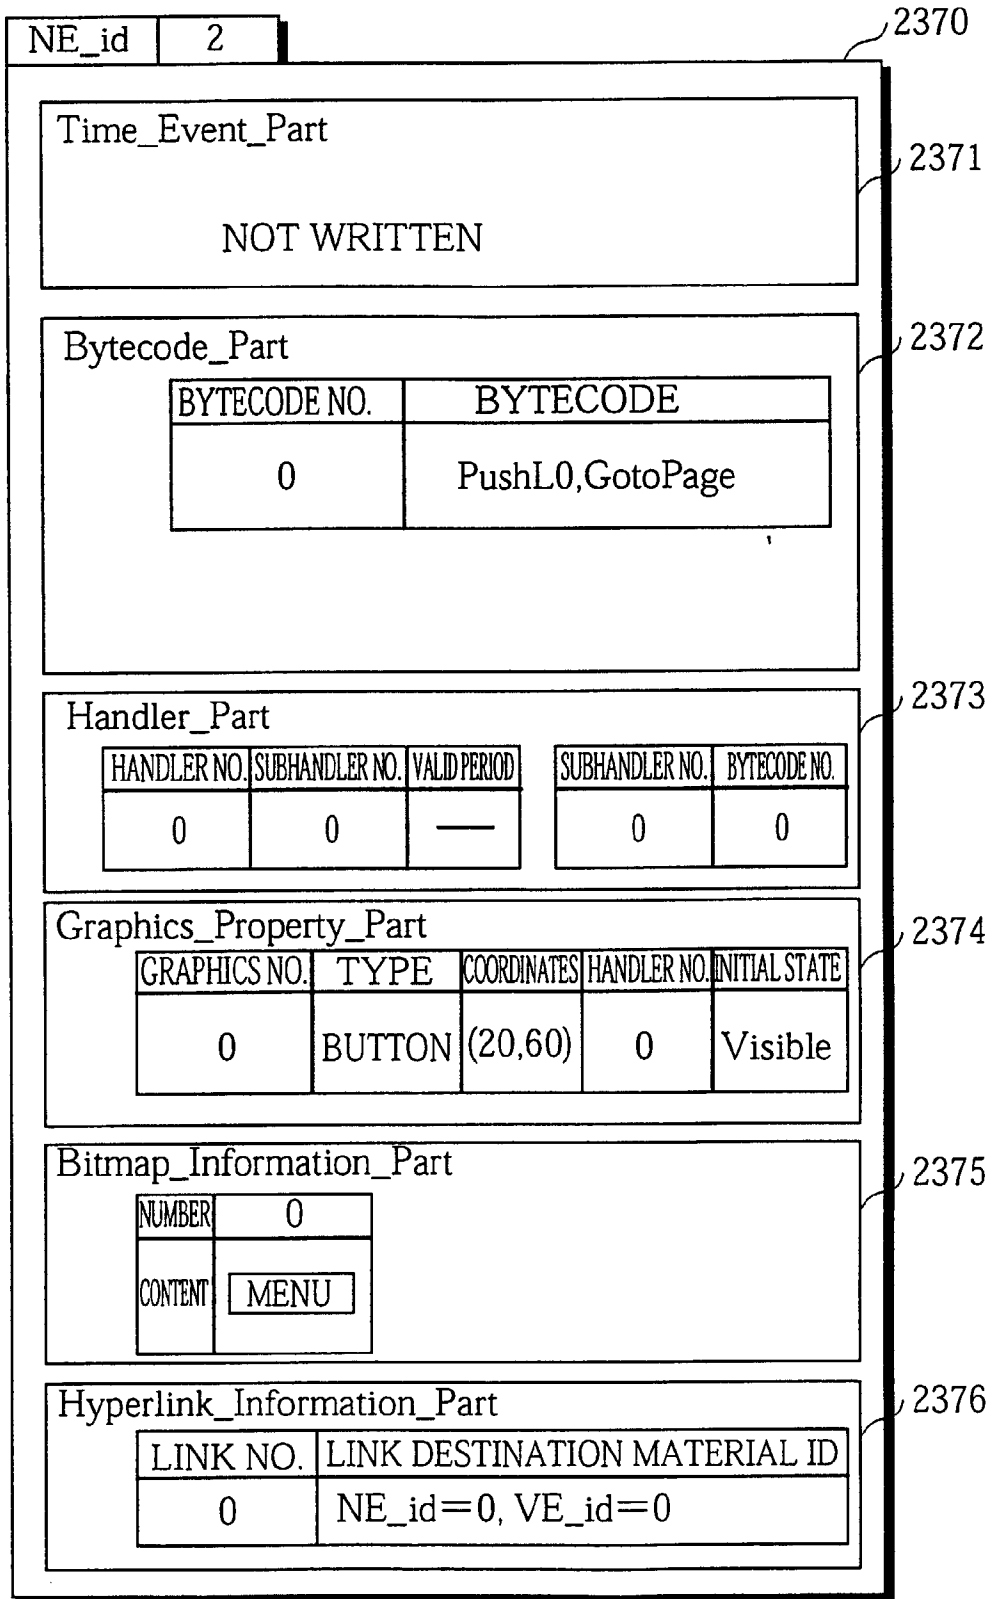 NE_id 2
2370
Time_Event_Part
2371
NOT WRITTEN
Bytecode_Part
2372
BYTECODE NO. BYTECODE
0 PushL0,GotoPage
2373
Handler_Part
HANDLER NO. SUBHANDLER NO. VALID PERIOD SUBHANDLER NO. BYTECODE NO.
0 0 — 0 0
Graphics_Property_Part
2374
GRAPHICS NO. TYPE COORDINATES HANDLER NO. INITIAL STATE
0 BUTTON (20,60) 0 Visible
Bitmap_Information_Part
2375
NUMBER 0
CONTENT MENU
Hyperlink_Information_Part
2376
LINK NO. LINK DESTINATION MATERIAL ID
0 NE_id=0, VE_id=0